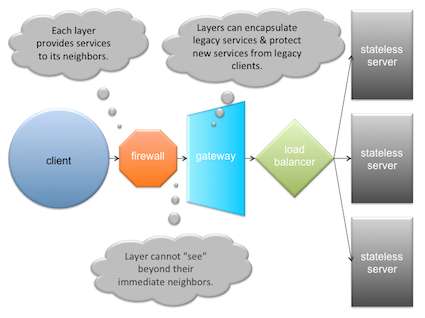 Each layer
provides services
to its neighbors.
Layers can encapsulate
legacy services & protect
new services from legacy
clients.
stateless
server
client
firewall
gateway
load
balancer
stateless
server
Layer cannot "see"
beyond their
immediate neighbors.
stateless
server